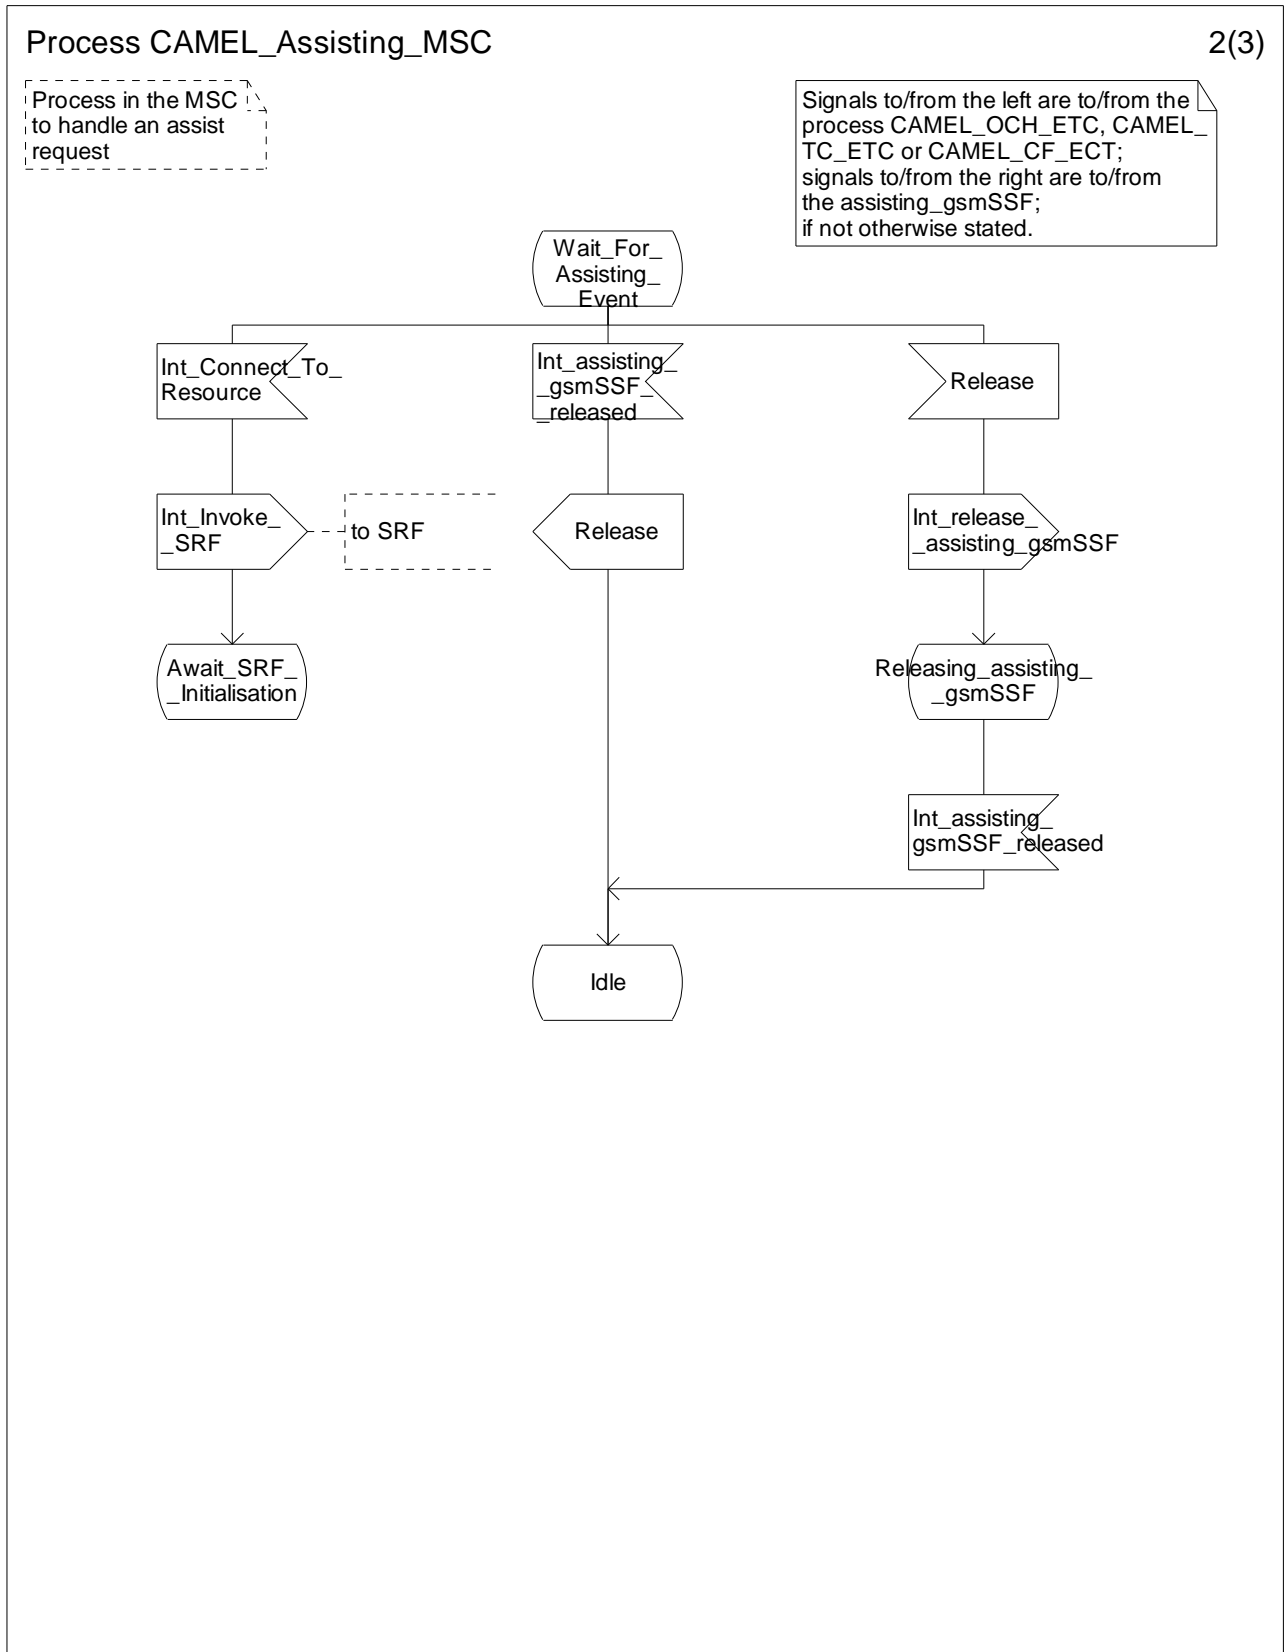 Process CAMEL_Assisting_MSC
2(3)
Process in the MSC
to handle an assist
request
Signals to/from the left are to/from the
process CAMEL_OCH_ETC, CAMEL_
TC_ETC or CAMEL_CF_ECT;
signals to/from the right are to/from
the assisting_gsmSSF;
if not otherwise stated.
Wait_For_
Assisting_
Event
Int_Connect_To_
Resource
Int_assisting_
_gsmSSF_
_released
Release
Int_Invoke_
_SRF
to SRF
Release
Int_release_
_assisting_gsmSSF
Await_SRF_
_Initialisation
Releasing_assisting_
_gsmSSF
Int_assisting_
gsmSSF_released
Idle